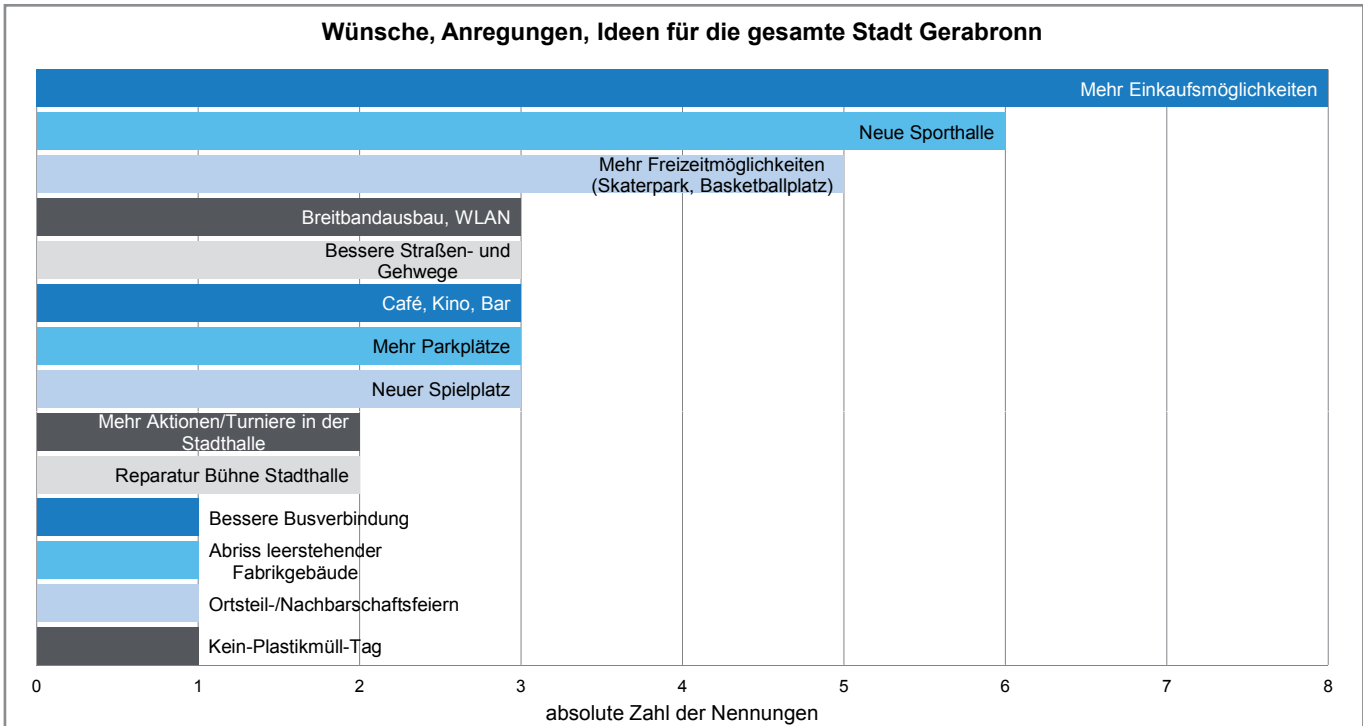 Wünsche, Anregungen, Ideen für die gesamte Stadt Gerabronn
Mehr Einkaufsmöglichkeiten
Neue Sporthalle
Mehr Freizeitmöglichkeiten
(Skaterpark, Basketballplatz)
Breitbandausbau, WLAN
Bessere Straßen- und
Gehwege
Café, Kino, Bar
Mehr Parkplätze
Neuer Spielplatz
Mehr Aktionen/Turniere in der
Stadthalle
Reparatur Bühne Stadthalle
Bessere Busverbindung
Abriss leerstehender
Fabrikgebäude
Ortsteil-/Nachbarschaftsfeiern
Kein-Plastikmüll-Tag
0 1 2 3 4 5 6 7 8
absolute Zahl der Nennungen